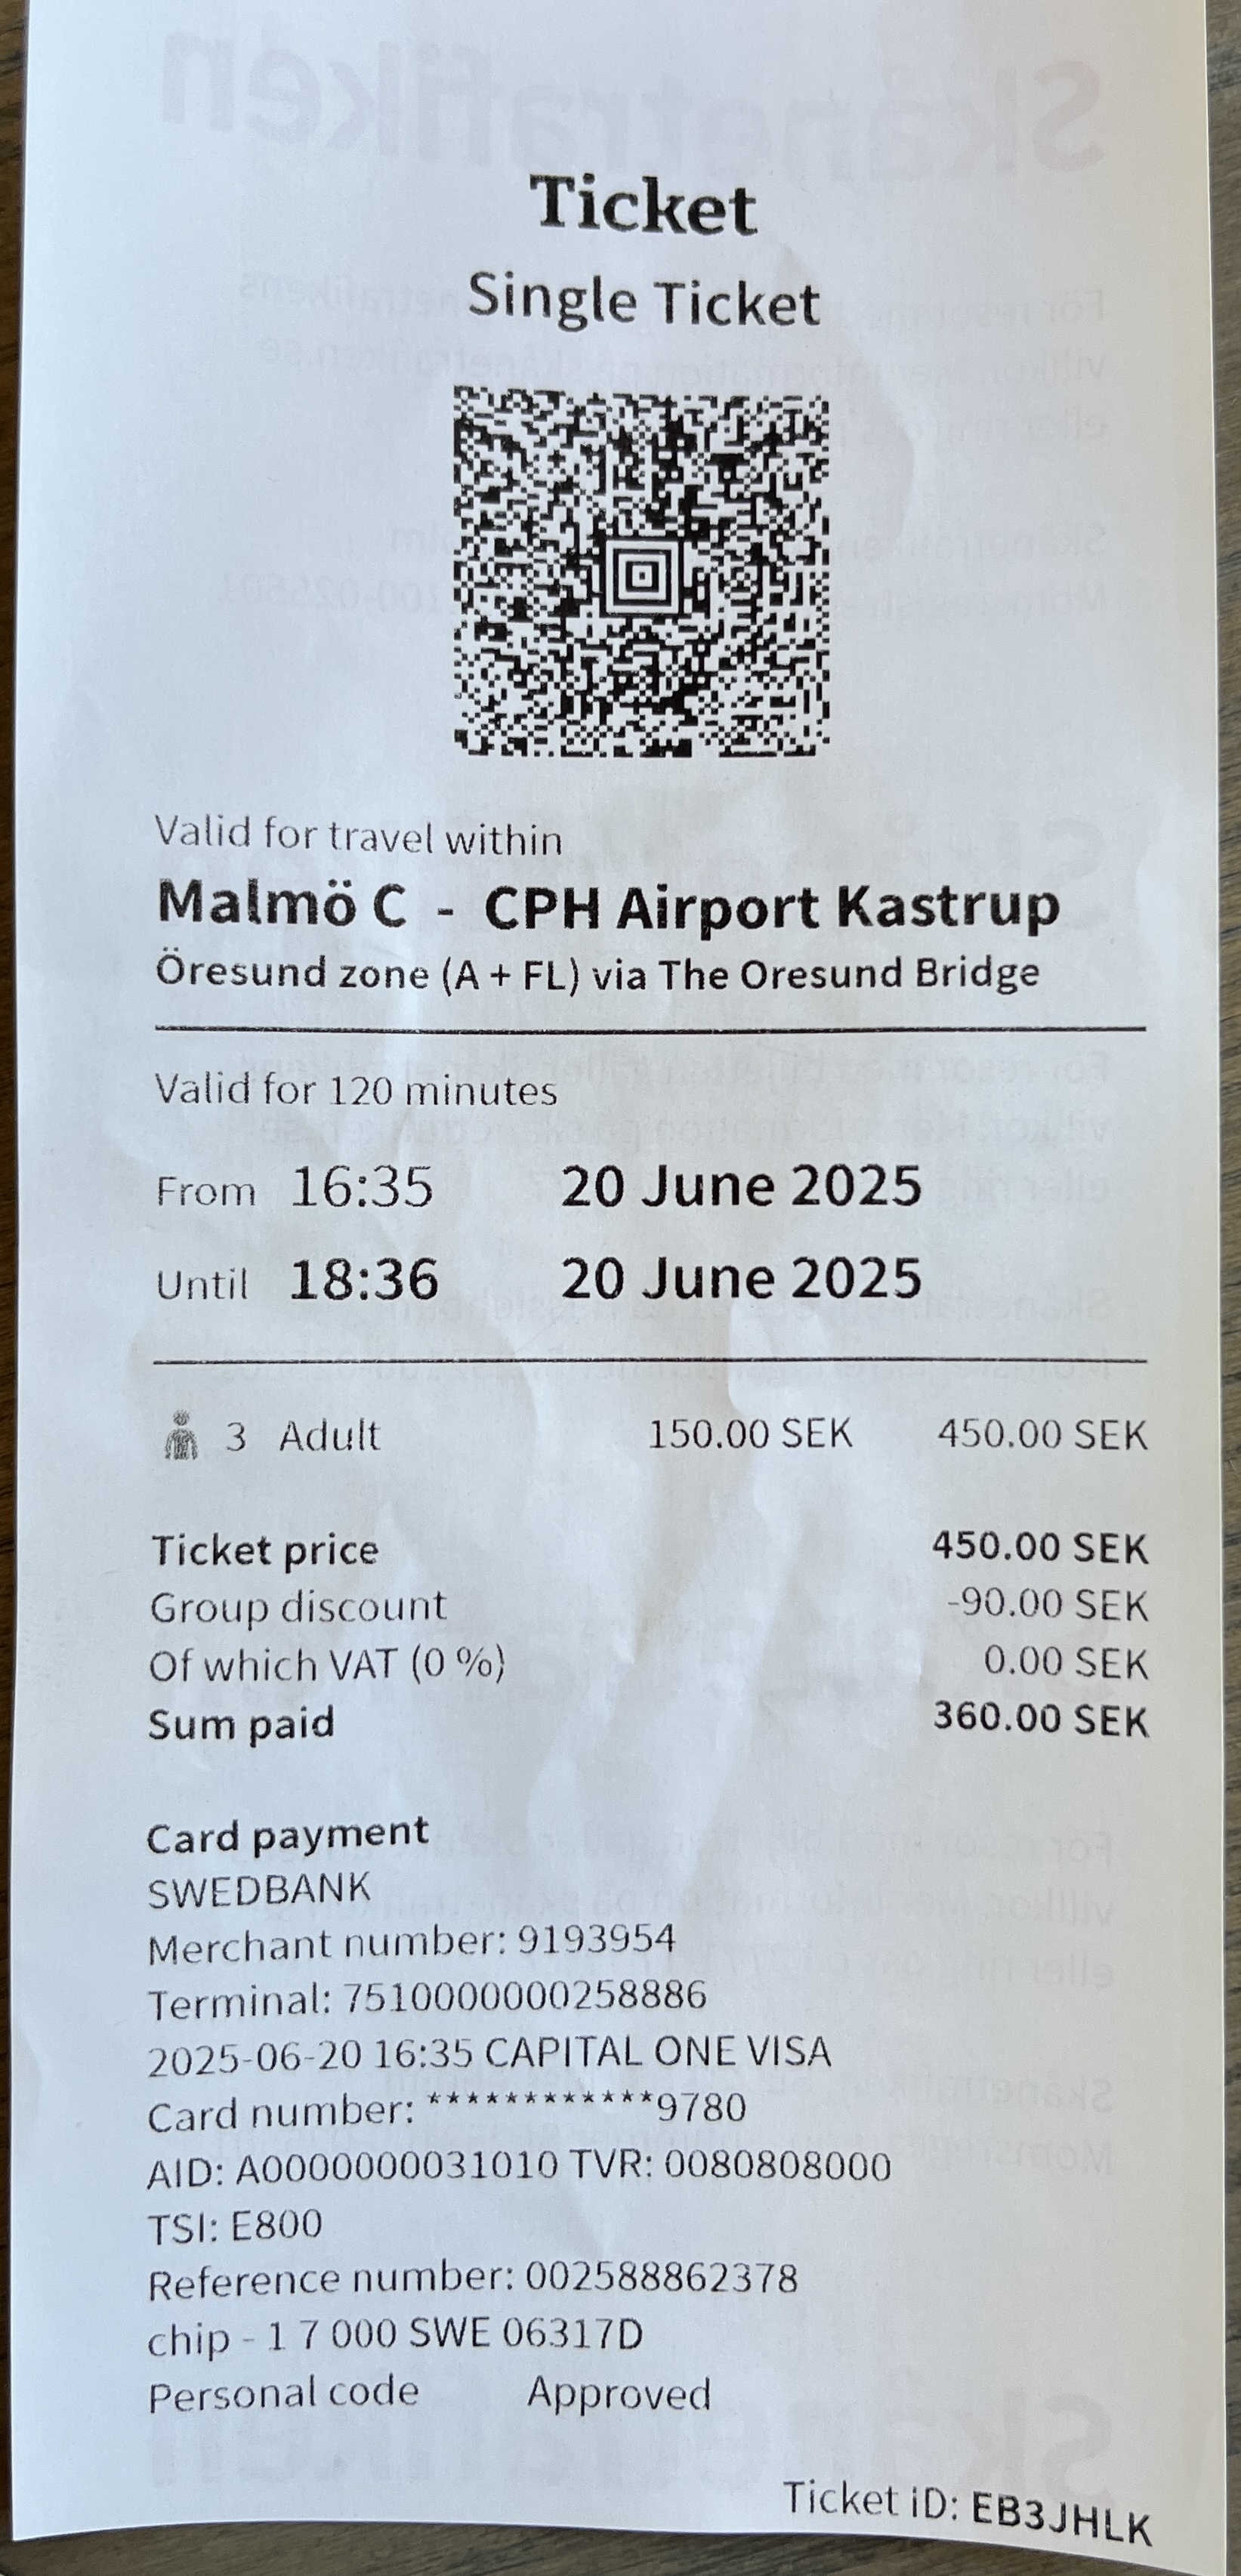 Ticket
Single Ticket
Valid for travel within
Malmö C - CPH Airport Kastrup
Öresund zone (A + FL) via The Oresund Bridge
Valid for 120 minutes
From 16:35 20 June 2025
Until 18:36 20 June 2025
3 Adult 150.00 SEK 450.00 SEK
Ticket price 450.00 SEK
Group discount -90.00 SEK
Of which VAT (0 %) 0.00 SEK
Sum paid 360.00 SEK
Card payment
SWEDBANK
Merchant number: 9193954
Terminal: 7510000000258886
2025-06-20 16:35 CAPITAL ONE VISA
Card number: ************9780
AID: A0000000031010 TVR: 0080808000
TSI: E800
Reference number: 002588862378
chip - 1 7 000 SWE 06317D
Personal code Approved
Ticket ID: EB3JHLK